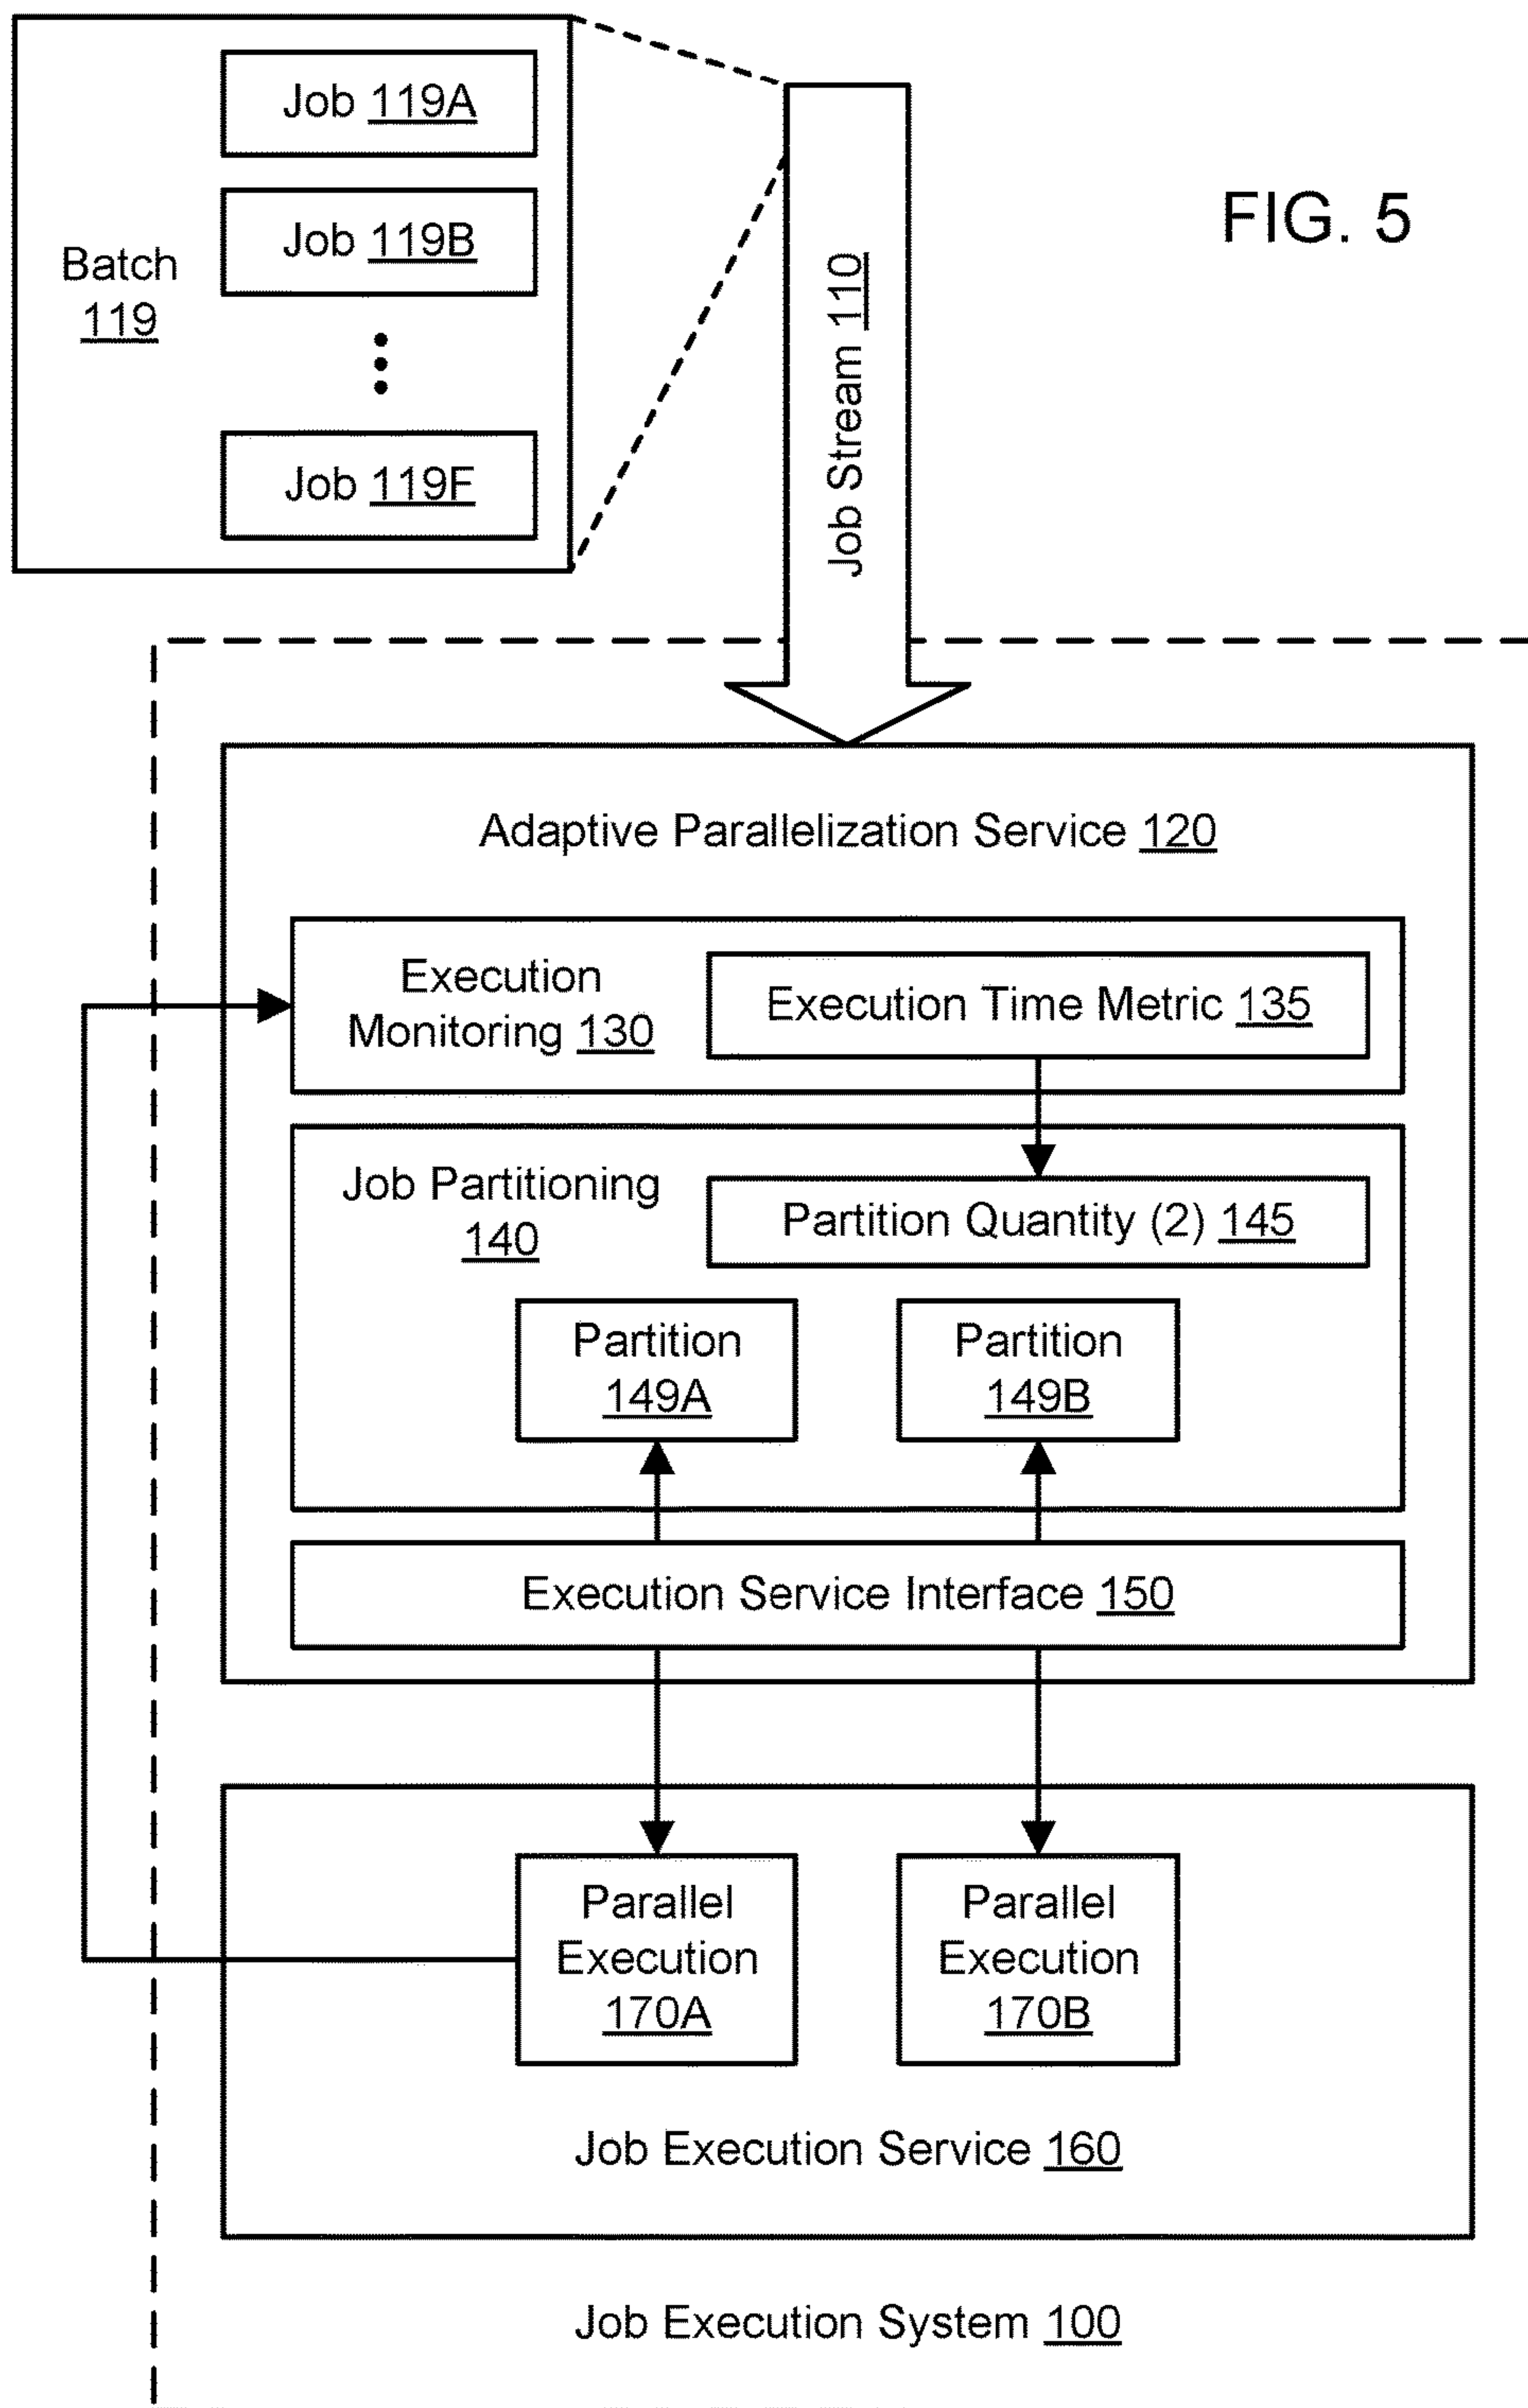 Job 119A
Job 119B
Batch
119
Job 119F
Job Stream 110
FIG. 5
Adaptive Parallelization Service 120
Execution
Monitoring 130
Execution Time Metric 135
Job Partitioning
140
Partition Quantity (2) 145
Partition
149A
Partition
149B
Execution Service Interface 150
Parallel
Execution
170A
Parallel
Execution
170B
Job Execution Service 160
Job Execution System 100